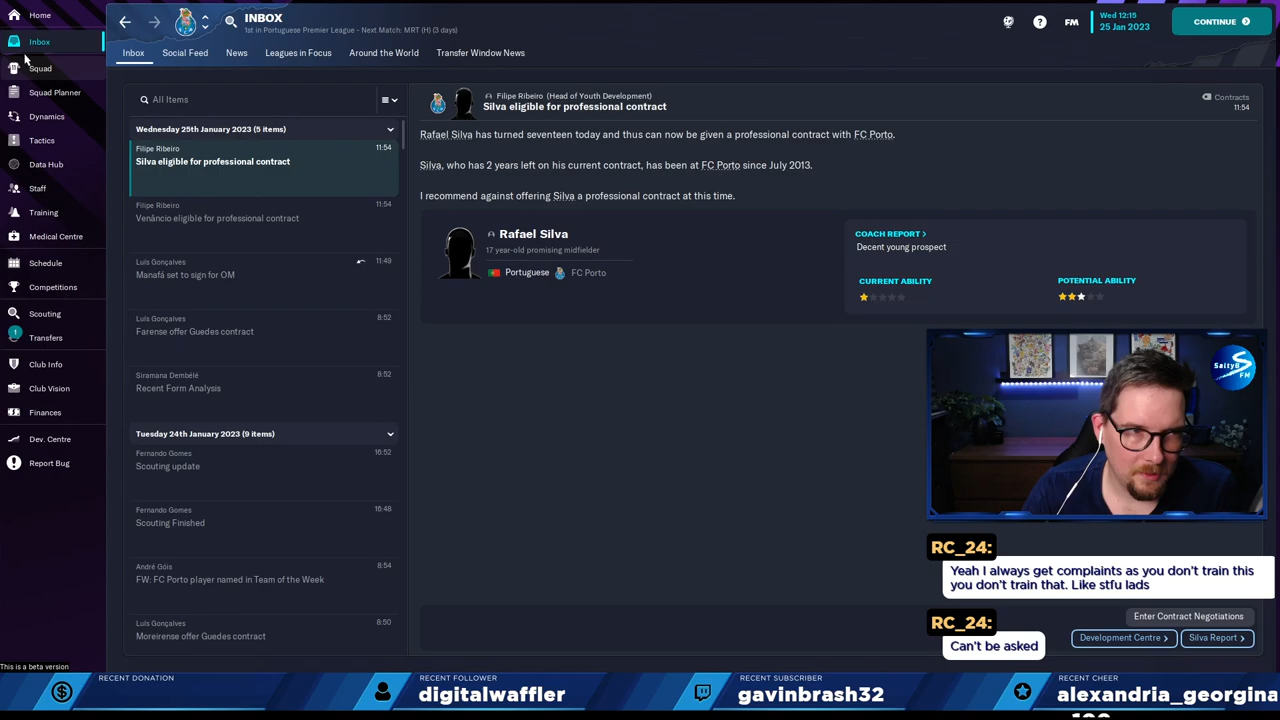 Home
Inbox
Squad
Squad Planner
Dynamics
Tactics
Data Hub
Staff
Training
Medical Centre
Schedule
Competitions
Scouting
1
Transfers
Club Info
Club Vision
Finances
Dev. Centre
Report Bug
This is a beta version
INBOX
1st in Portuguese Premier League - Next Match: MRT (H) (3 days)
FM
Wed 12:15
25 Jan 2023
CONTINUE
Inbox
Social Feed
News
Leagues in Focus
Around the World
Transfer Window News
All Items
Wednesday 25th January 2023 (5 items)
Filipe Ribeiro 11:54
Silva eligible for professional contract
Filipe Ribeiro 11:54
Venâncio eligible for professional contract
Luís Gonçalves 11:49
Manafá set to sign for OM
Luís Gonçalves 8:52
Farense offer Guedes contract
Siramana Dembélé 8:52
Recent Form Analysis
Tuesday 24th January 2023 (9 items)
Fernando Gomes 16:52
Scouting update
Fernando Gomes 16:48
Scouting Finished
André Góis 8:54
FW: FC Porto player named in Team of the Week
Luís Gonçalves 8:50
Moreirense offer Guedes contract
Filipe Ribeiro (Head of Youth Development)
Silva eligible for professional contract
Contracts
11:54
Rafael Silva has turned seventeen today and thus can now be given a professional contract with FC Porto.
Silva, who has 2 years left on his current contract, has been at FC Porto since July 2013.
I recommend against offering Silva a professional contract at this time.
Rafael Silva
17 year-old promising midfielder
Portuguese FC Porto
COACH REPORT >
Decent young prospect
CURRENT ABILITY
POTENTIAL ABILITY
SaltyB
FM
RC_24:
Yeah I always get complaints as you don't train this
you don't train that. Like stfu lads
RC_24:
Can't be asked
Enter Contract Negotiations
Development Centre >
Silva Report >
RECENT DONATION
RECENT FOLLOWER
digitalwaffler
RECENT SUBSCRIBER
gavinbrash32
RECENT CHEER
alexandria_georgina